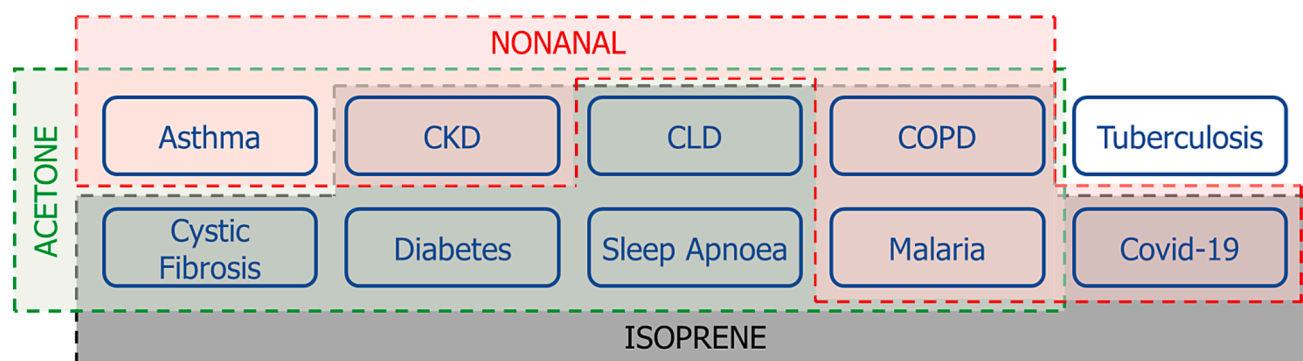 NONANAL
ACETONE
Asthma
CKD
CLD
COPD
Tuberculosis
Cystic
Fibrosis
Diabetes
Sleep Apnoea
Malaria
Covid-19
ISOPRENE